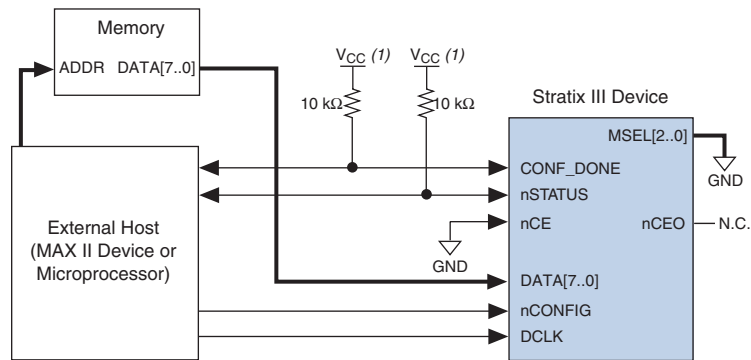 Memory
ADDR DATA[7..0]
VCC (1) VCC (1)
10 kΩ 10 kΩ
Stratix III Device
MSEL[2..0]
GND
CONF_DONE
nSTATUS
nCE
nCEO
N.C.
GND
External Host
(MAX II Device or
Microprocessor)
DATA[7..0]
nCONFIG
DCLK